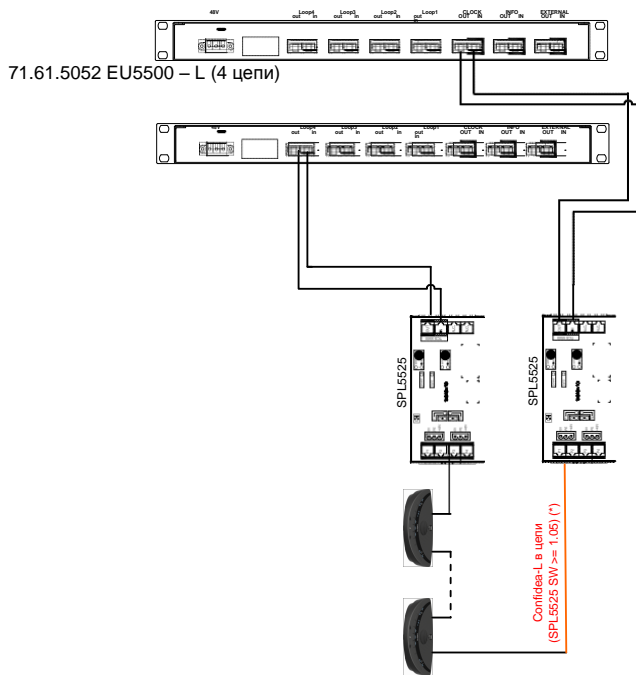 48V Loop4 Loop3 Loop2 Loop1 CLOCK INFO EXTERNAL
out in out in out in out in OUT IN OUT IN OUT IN
71.61.5052 EU5500 – L (4 цепи)
48V Loop4 Loop3 Loop2 Loop1 CLOCK INFO EXTERNAL
out in out in out in out in OUT IN OUT IN OUT IN
SPL5525
SPL5525
Confidea-L в цепи
(SPL5525 SW >= 1.05) (*)